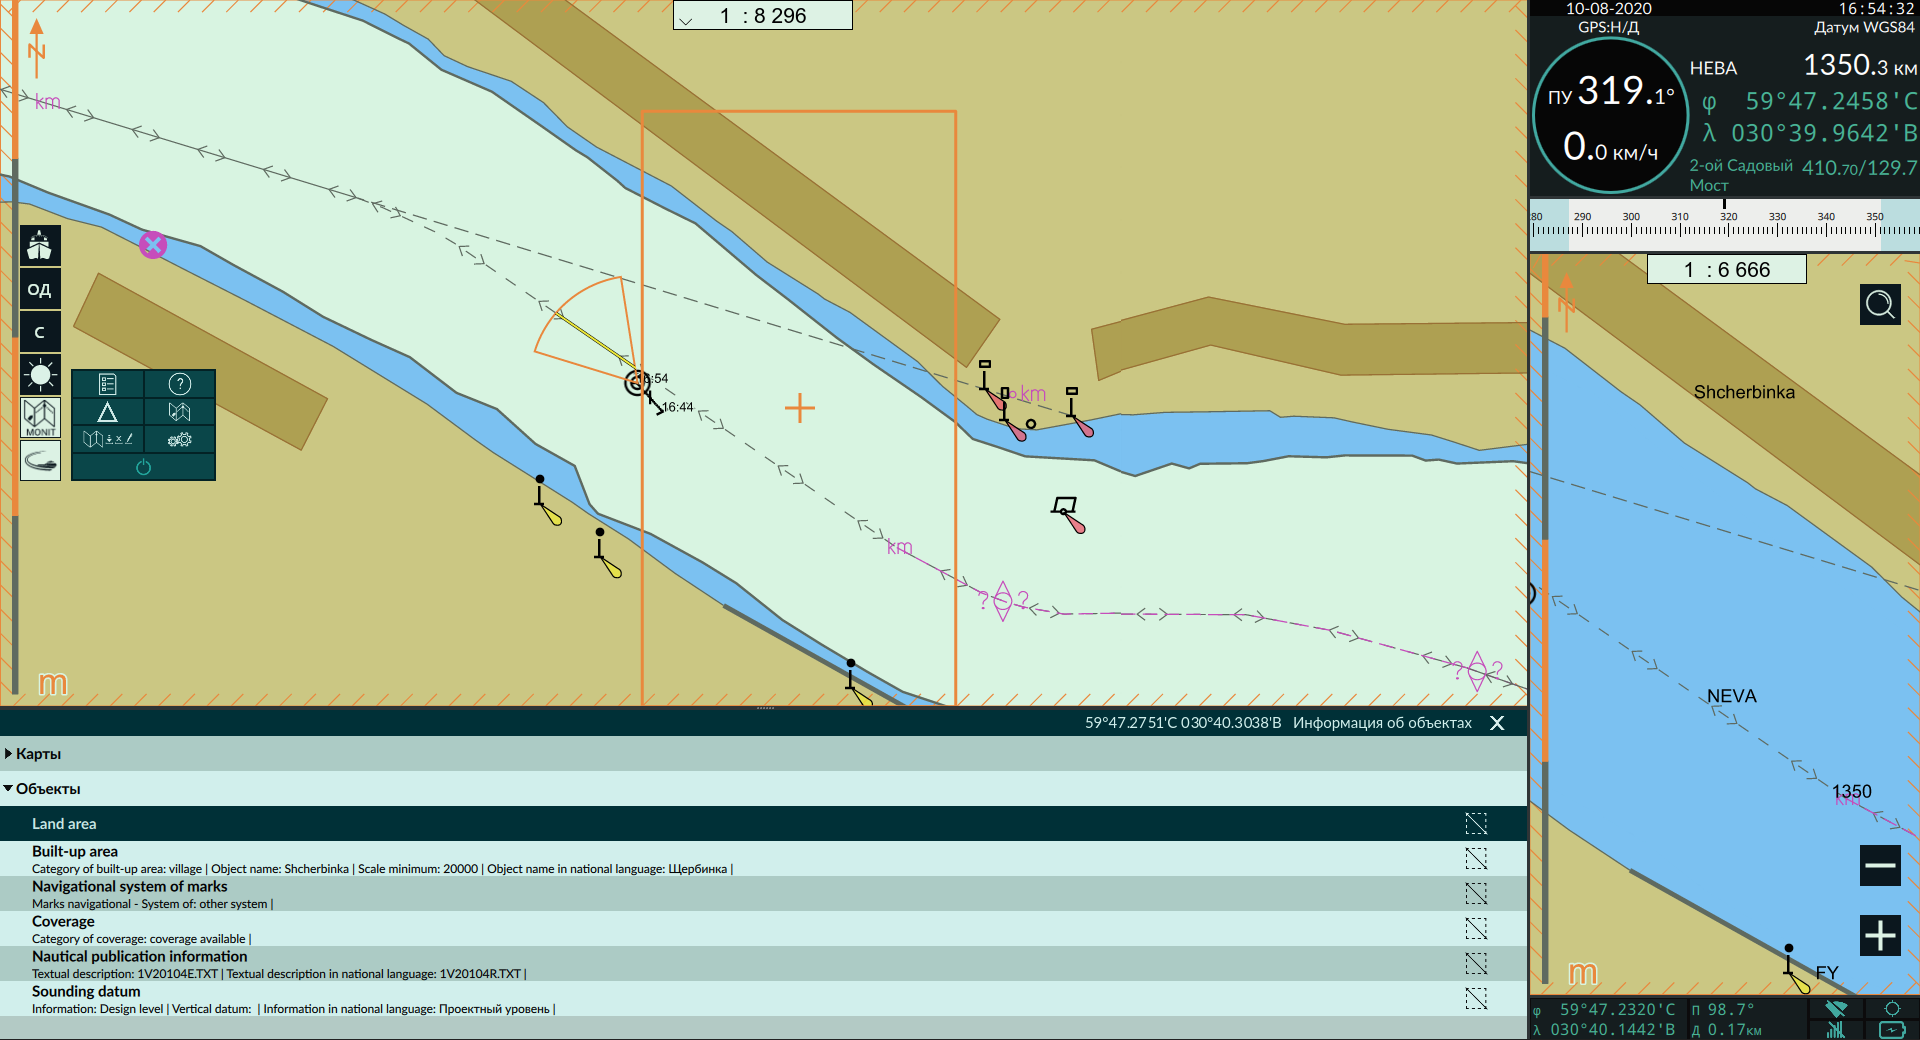 1 : 8 296
N
km
16:44
km
km
? ?
? ?
m
ОД
С
MONIT
59°47.2751'С 030°40.3038'В Информация об объектах X
Карты
Объекты
Land area
Built-up area
Category of built-up area: village | Object name: Shcherbinka | Scale minimum: 20000 | Object name in national language: Щербинка |
Navigational system of marks
Marks navigational - System of: other system |
Coverage
Category of coverage: coverage available |
Nautical publication information
Textual description: 1V20104E.TXT | Textual description in national language: 1V20104R.TXT |
Sounding datum
Information: Design level | Vertical datum: | Information in national language: Проектный уровень |
10-08-2020 16:54:32
GPS:Н/Д Датум WGS84
ПУ 319.1°
0.0 км/ч
НЕВА 1350.3 км
φ 59°47.2458'С
λ 030°39.9642'В
2-ой Садовый Мост 410.70/129.7
280 290 300 310 320 330 340 350
1 : 6 666
N
Shcherbinka
NEVA
1350
km
FY
m
φ 59°47.2320'С П 98.7°
λ 030°40.1442'В Д 0.17км